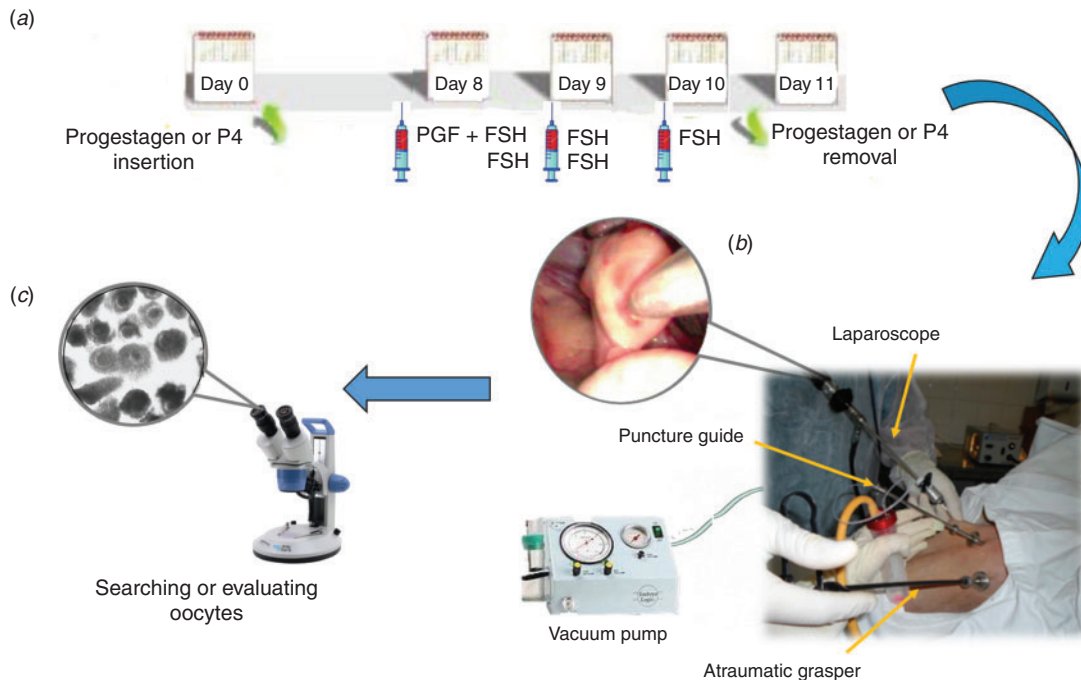 (a)
Day 0
Day 8
Day 9
Day 10
Day 11
Progestagen or P4
insertion
PGF + FSH
FSH
FSH
FSH
FSH
Progestagen or P4
removal
(b)
Laparoscope
Puncture guide
Vacuum pump
Atraumatic grasper
(c)
Searching or evaluating
oocytes